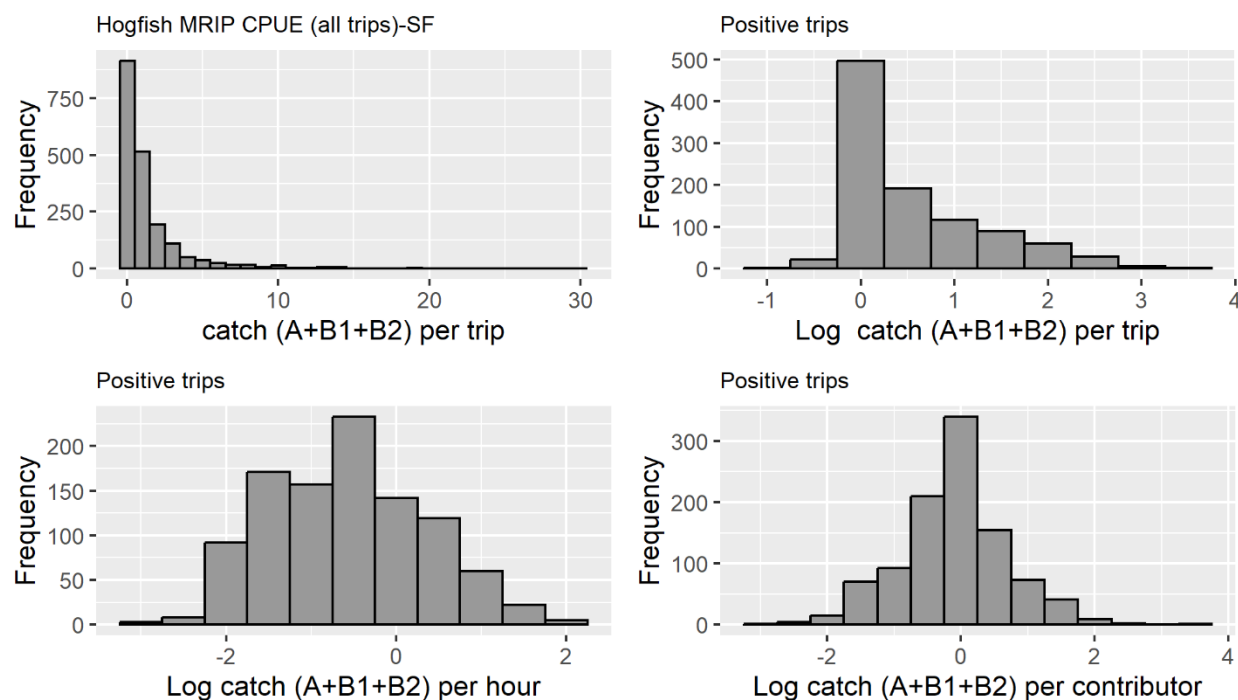 Hogfish MRIP CPUE (all trips)-SF
Frequency
750
500
250
0
0 10 20 30
catch (A+B1+B2) per trip
Positive trips
Frequency
500
400
300
200
100
0
-1 0 1 2 3 4
Log catch (A+B1+B2) per trip
Positive trips
Frequency
200
150
100
50
0
-2 0 2
Log catch (A+B1+B2) per hour
Positive trips
Frequency
300
200
100
0
-2 0 2 4
Log catch (A+B1+B2) per contributor